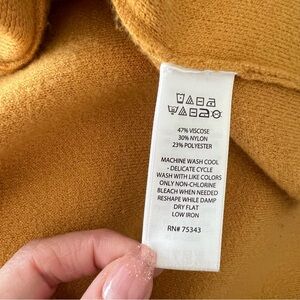 47% VISCOSE
30% NYLON
23% POLYESTER
MACHINE WASH COOL
- DELICATE CYCLE
WASH WITH LIKE COLORS
ONLY NON-CHLORINE
BLEACH WHEN NEEDED
RESHAPE WHILE DAMP
DRY FLAT
LOW IRON
RN# 75343